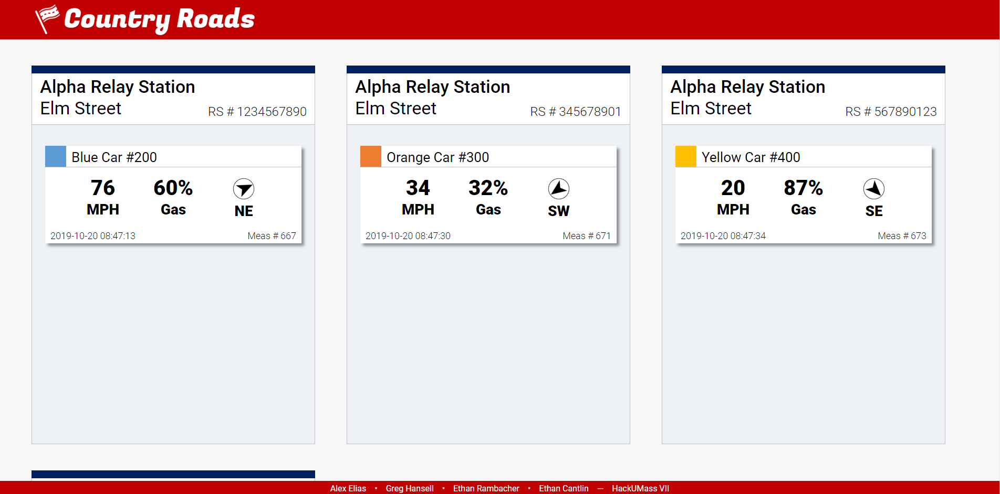 Country Roads
Alpha Relay Station
Elm Street
RS # 1234567890
Blue Car #200
76 60%
MPH Gas NE
2019-10-20 08:47:13 Meas # 667
Alpha Relay Station
Elm Street
RS # 345678901
Orange Car #300
34 32%
MPH Gas SW
2019-10-20 08:47:30 Meas # 671
Alpha Relay Station
Elm Street
RS # 567890123
Yellow Car #400
20 87%
MPH Gas SE
2019-10-20 08:47:34 Meas # 673
Alex Elias • Greg Hansell • Ethan Rambacher • Ethan Cantlin — HackUMass VII